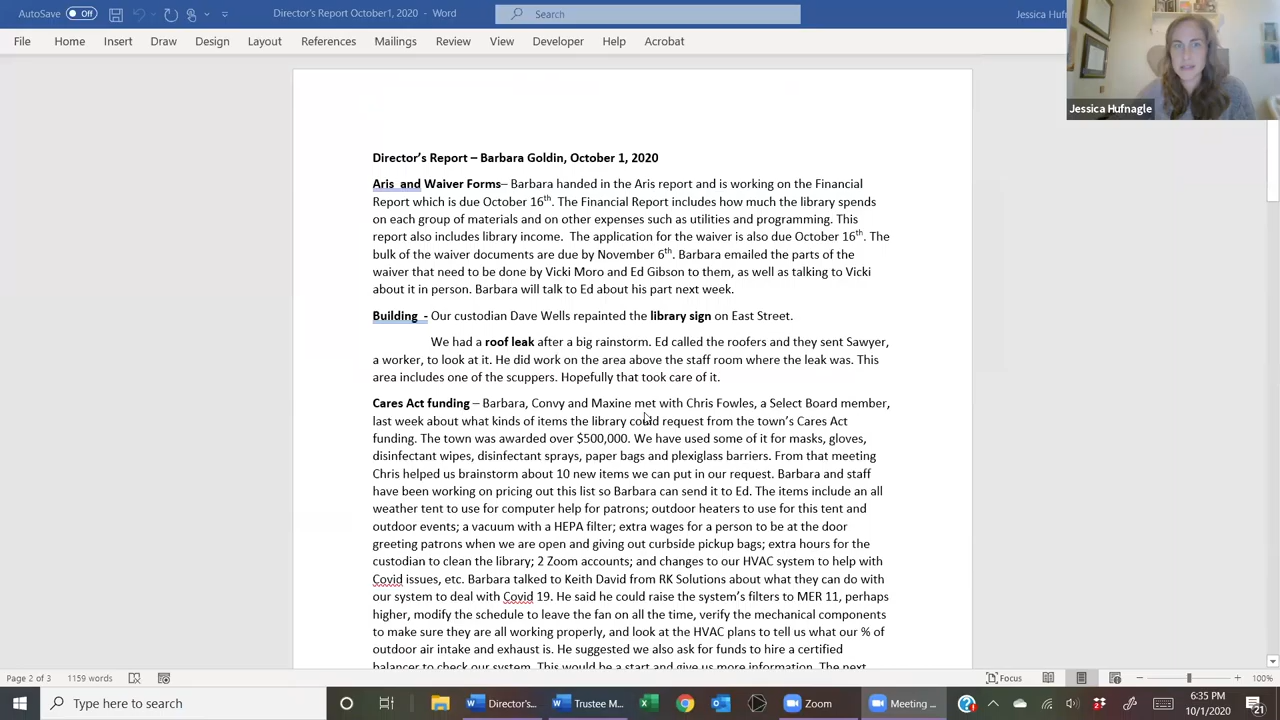 AutoSave Off
Director's Report October1, 2020
Search
Jessica Hu
File Home Insert Draw Design Layout References Mailings Review View Developer Help Acrobat
Jessica Hufnagle
Director's Report – Barbara Goldin, October 1, 2020
Aris and Waiver Forms– Barbara handed in the Aris report and is working on the Financial
Report which is due October 16th. The Financial Report includes how much the library spends
on each group of materials and on other expenses such as utilities and programming. This
report also includes library income. The application for the waiver is also due October 16th. The
bulk of the waiver documents are due by November 6th. Barbara emailed the parts of the
waiver that need to be done by Vicki Moro and Ed Gibson to them, as well as talking to Vicki
about it in person. Barbara will talk to Ed about his part next week.
Building - Our custodian Dave Wells repainted the library sign on East Street.
We had a roof leak after a big rainstorm. Ed called the roofers and they sent Sawyer,
a worker, to look at it. He did work on the area above the staff room where the leak was. This
area includes one of the scuppers. Hopefully that took care of it.
Cares Act funding – Barbara, Convy and Maxine met with Chris Fowles, a Select Board member,
last week about what kinds of items the library could request from the town's Cares Act
funding. The town was awarded over $500,000. We have used some of it for masks, gloves,
disinfectant wipes, disinfectant sprays, paper bags and plexiglass barriers. From that meeting
Chris helped us brainstorm about 10 new items we can put in our request. Barbara and staff
have been working on pricing out this list so Barbara can send it to Ed. The items include an all
weather tent to use for computer help for patrons; outdoor heaters to use for this tent and
outdoor events; a vacuum with a HEPA filter; extra wages for a person to be at the door
greeting patrons when we are open and giving out curbside pickup bags; extra hours for the
custodian to clean the library; 2 Zoom accounts; and changes to our HVAC system to help with
Covid issues, etc. Barbara talked to Keith David from RK Solutions about what they can do with
our system to deal with Covid 19. He said he could raise the system's filters to MER 11, perhaps
higher, modify the schedule to leave the fan on all the time, verify the mechanical components
to make sure they are all working properly, and look at the HVAC plans to tell us what our % of
outdoor air intake and exhaust is. He suggested we also ask for funds to hire a certified
balancer to check our system. This would be a start and give us more information. The next
Page 2 of 3 1159 words Focus 100%
Type here to search
Director's... Trustee M... Zoom Meeting ...
6:35 PM
10/1/2020
21